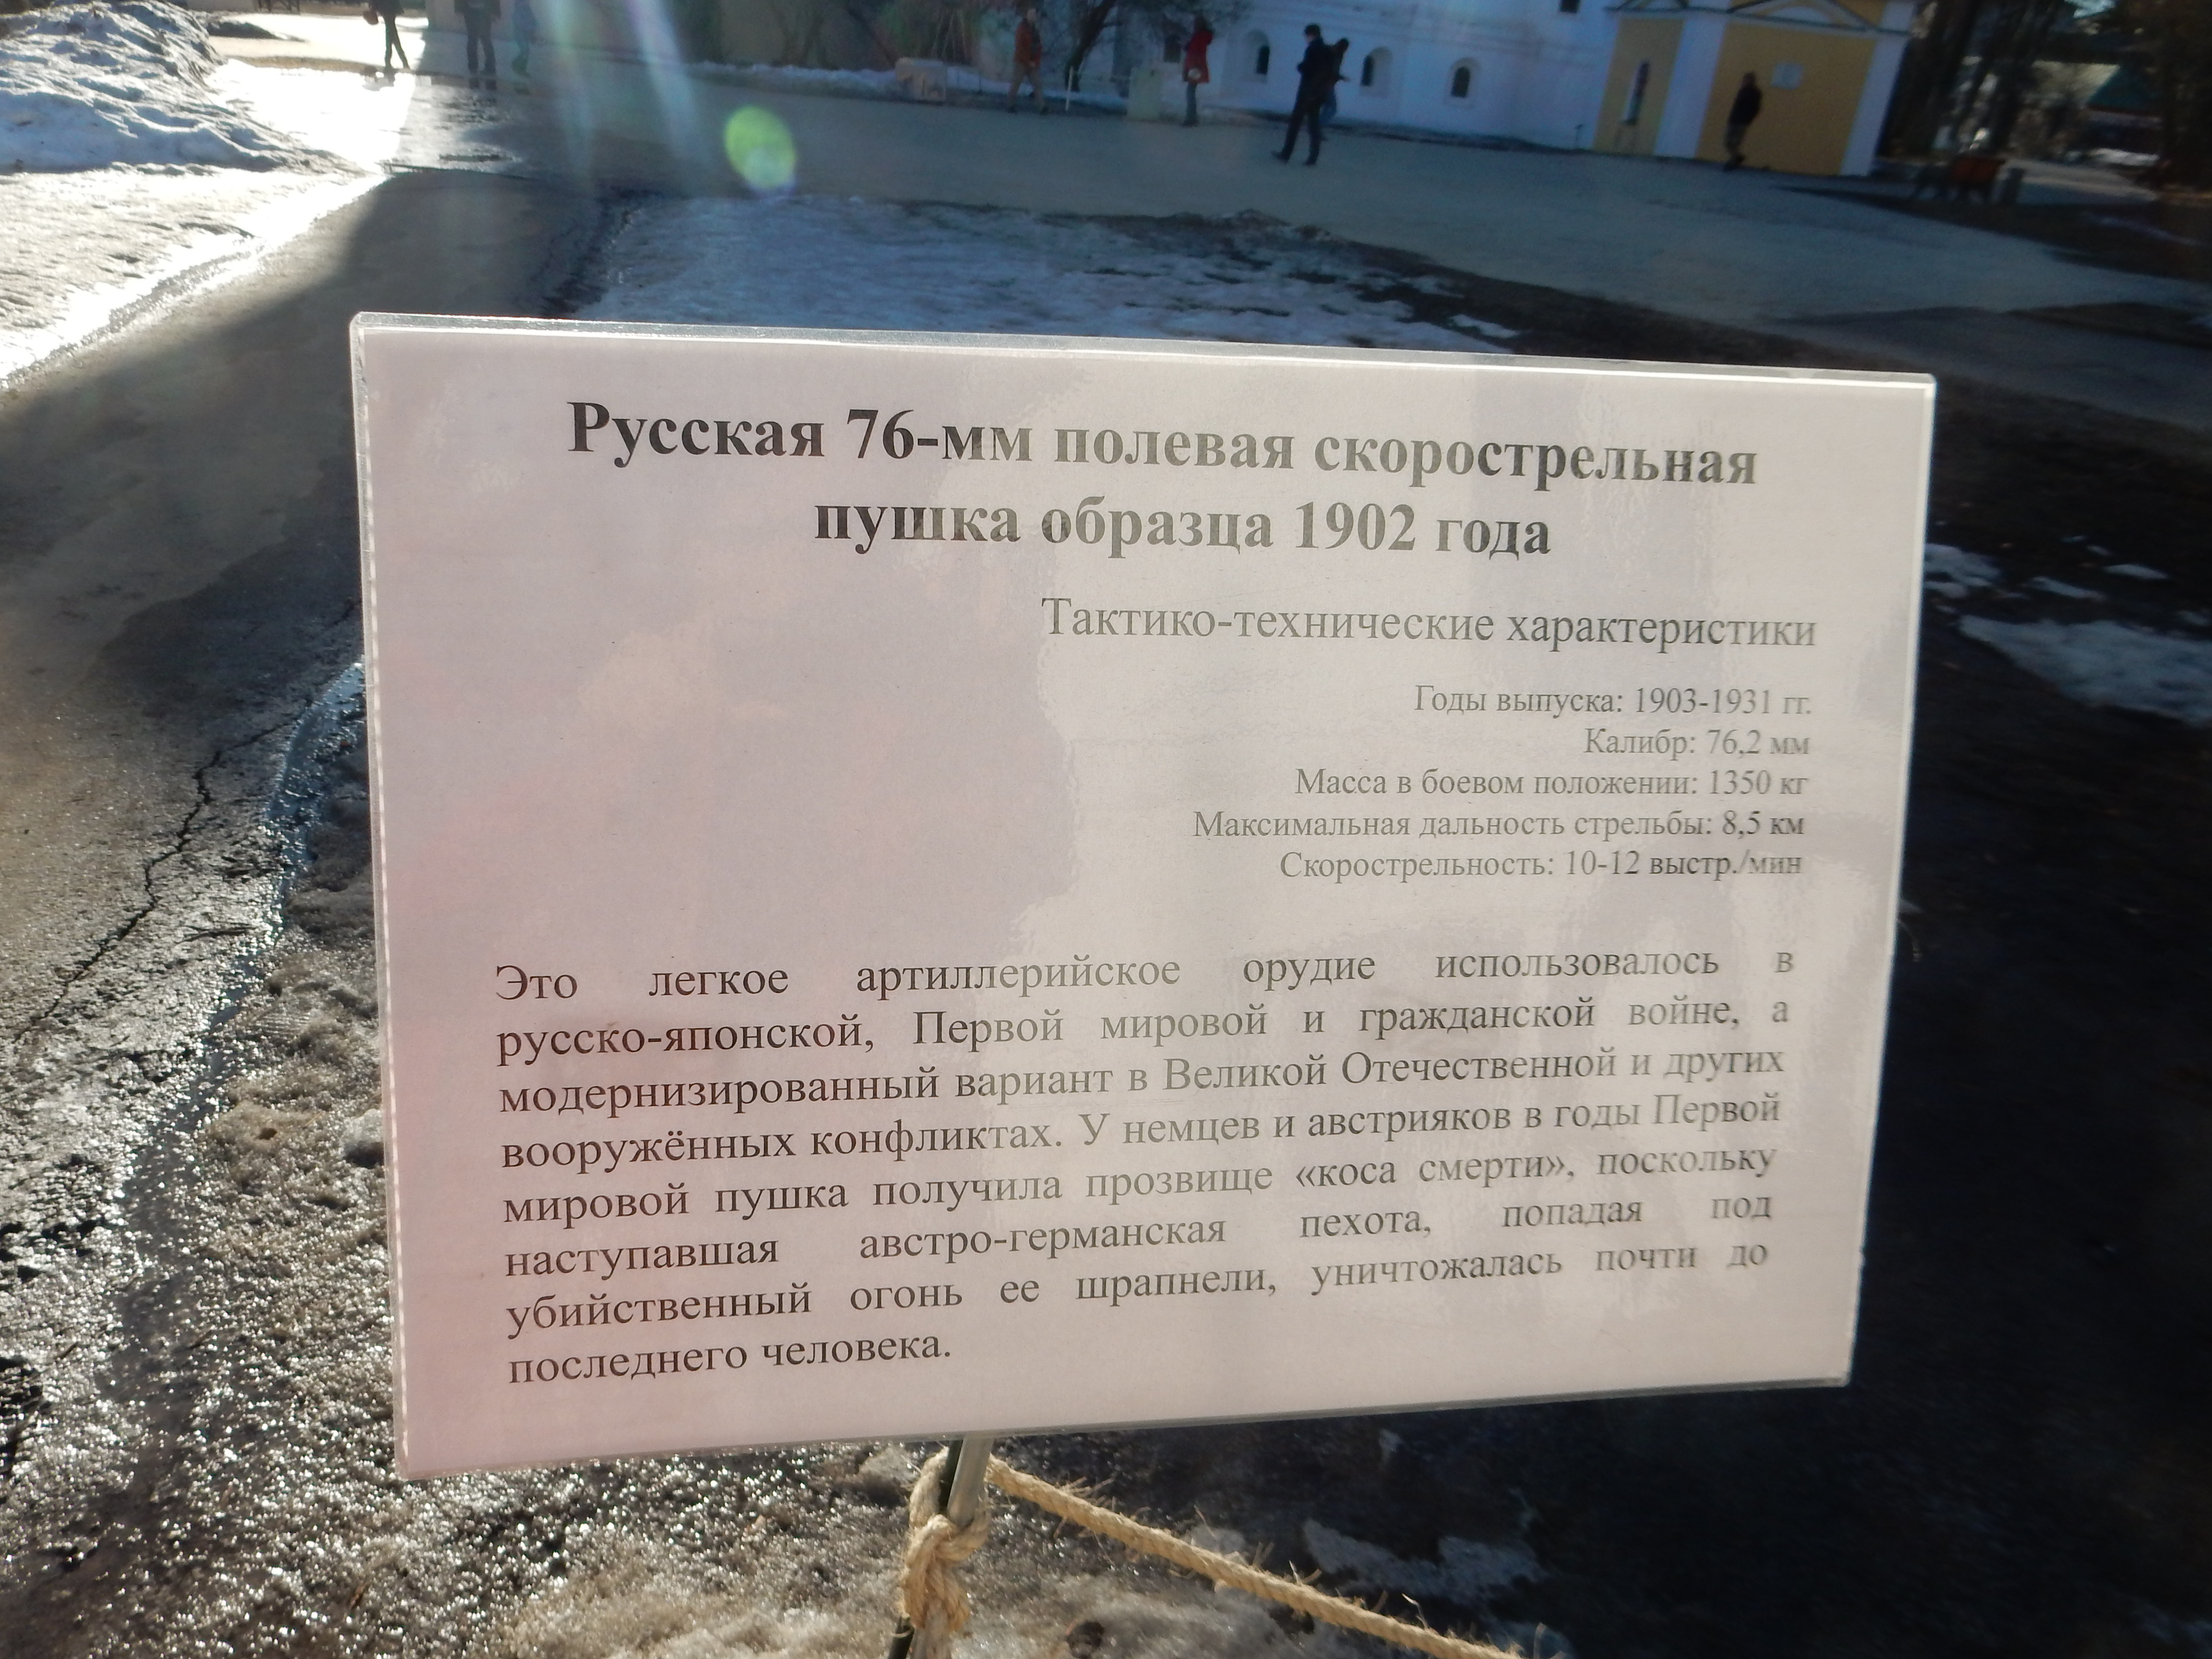 Русская 76-мм полевая скорострельная
пушка образца 1902 года
Тактико-технические характеристики
Годы выпуска: 1903-1931 гг.
Калибр: 76,2 мм
Масса в боевом положении: 1350 кг
Максимальная дальность стрельбы: 8,5 км
Скорострельность: 10-12 выстр./мин
Это легкое артиллерийское орудие использовалось в
русско-японской, Первой мировой и гражданской войне, а
модернизированный вариант в Великой Отечественной и других
вооружённых конфликтах. У немцев и австрияков в годы Первой
мировой пушка получила прозвище «коса смерти», поскольку
наступавшая австро-германская пехота, попадая под
убийственный огонь ее шрапнели, уничтожалась почти до
последнего человека.